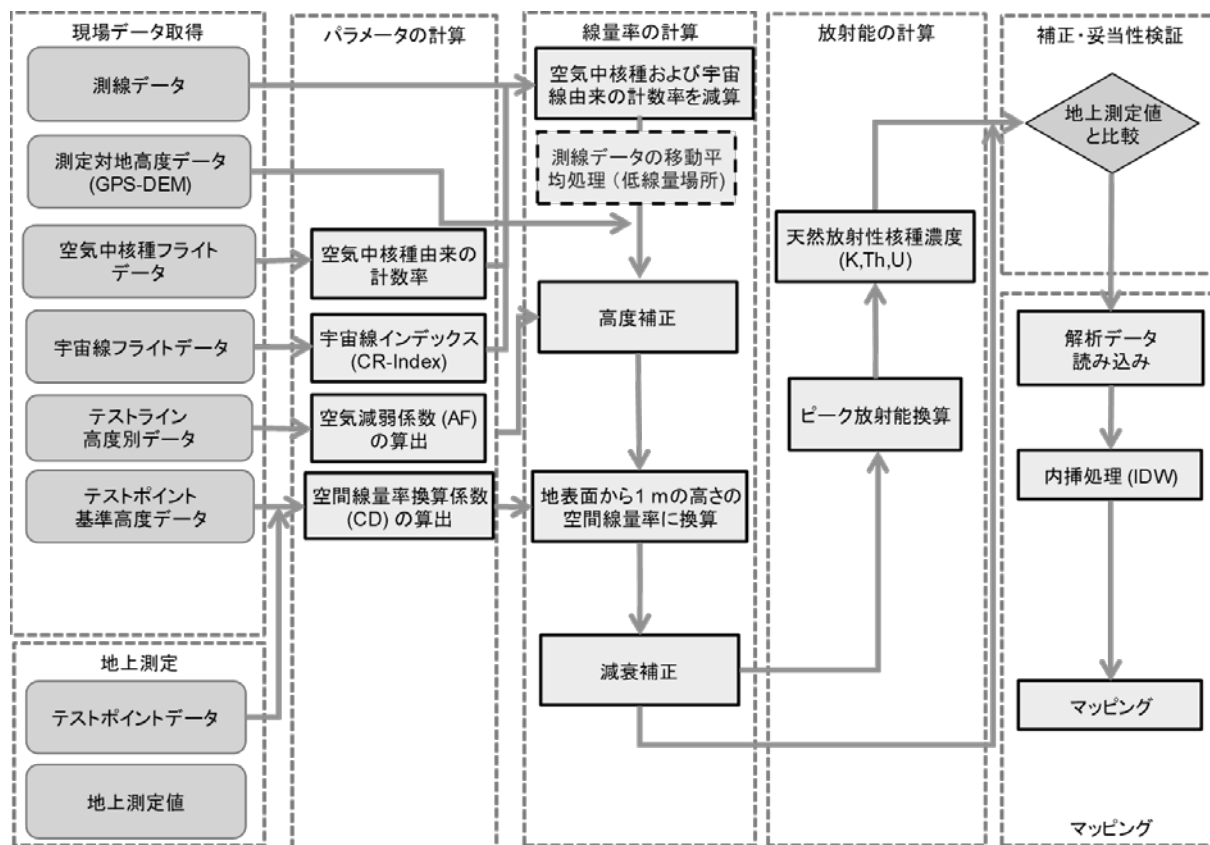 現場データ取得
測線データ
測定対地高度データ
(GPS-DEM)
空気中核種フライト
データ
宇宙線フライトデータ
テストライン
高度別データ
テストポイント
基準高度データ
地上測定
テストポイントデータ
地上測定値
パラメータの計算
空気中核種由来の
計数率
宇宙線インデックス
(CR-Index)
空気減弱係数 (AF)
の算出
空間線量率換算係数
(CD) の算出
線量率の計算
空気中核種および宇宙
線由来の計数率を減算
測線データの移動平
均処理（低線量場所)
高度補正
地表面から1 mの高さの
空間線量率に換算
減衰補正
放射能の計算
天然放射性核種濃度
(K,Th,U)
ピーク放射能換算
補正・妥当性検証
地上測定値
と比較
解析データ
読み込み
内挿処理 (IDW)
マッピング
マッピング